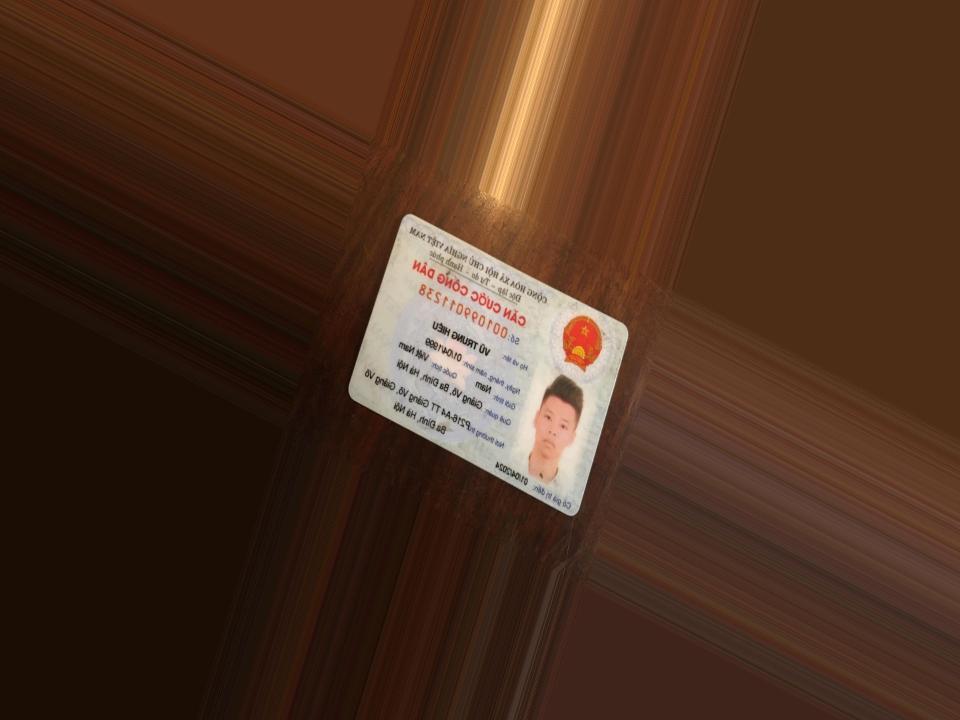 CỘNG HÒA XÃ HỘI CHỦ NGHĨA VIỆT NAM
Độc lập - Tự do - Hạnh phúc
CĂN CƯỚC CÔNG DÂN
Số: 001099011238
Họ và tên: VŨ TRUNG HIẾU
Ngày, tháng, năm sinh: 01/04/1999
Giới tính: Nam Quốc tịch: Việt Nam
Quê quán: Giảng Võ, Ba Đình, Hà Nội
Nơi thường trú: P216-A4 TT Giảng Võ, Giảng Võ
Ba Đình, Hà Nội
Có giá trị đến: 01/04/2024